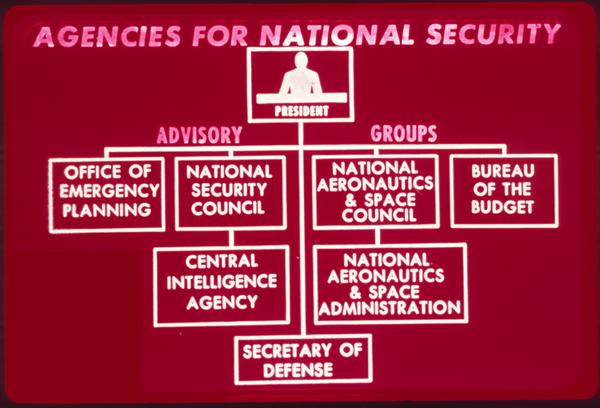 AGENCIES FOR NATIONAL SECURITY
PRESIDENT
ADVISORY GROUPS
OFFICE OF
EMERGENCY
PLANNING
NATIONAL
SECURITY
COUNCIL
NATIONAL
AERONAUTICS
& SPACE
COUNCIL
BUREAU
OF THE
BUDGET
CENTRAL
INTELLIGENCE
AGENCY
NATIONAL
AERONAUTICS
& SPACE
ADMINISTRATION
SECRETARY OF
DEFENSE